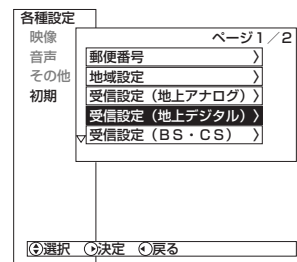 各種設定
映像
音声
その他
初期
ページ1／2
郵便番号 〉
地域設定 〉
受信設定（地上アナログ）〉
受信設定（地上デジタル）〉
受信設定（BS・CS）〉
選択 決定 戻る